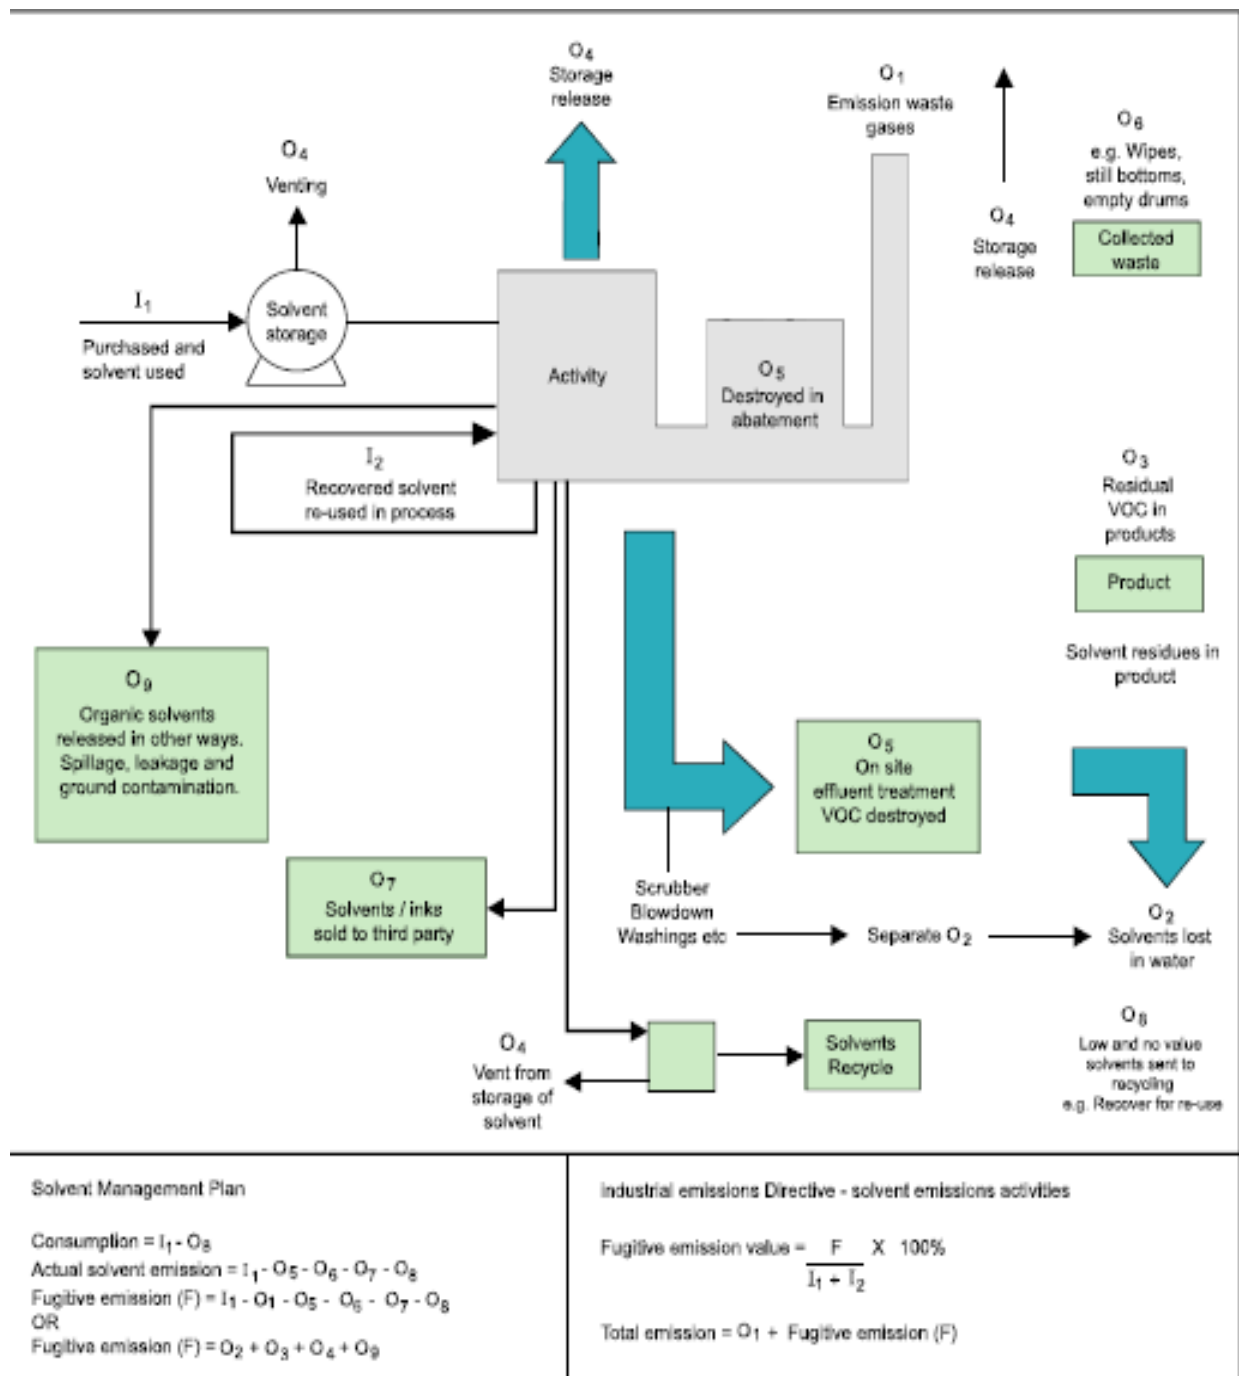 O4
Storage
release
O1
Emission waste
gases
O6
e.g. Wipes,
still bottoms,
empty drums
Collected
waste
O4
Venting
O4
Storage
release
I1
Purchased and
solvent used
Solvent
storage
Activity
O5
Destroyed in
abatement
I2
Recovered solvent
re-used in process
O3
Residual
VOC in
products
Product
Solvent residues in
product
O9
Organic solvents
released in other ways.
Spillage, leakage and
ground contamination.
O5
On site
effluent treatment
VOC destroyed
O7
Solvents / inks
sold to third party
Scrubber
Blowdown
Washings etc
Separate O2
O2
Solvents lost
in water
O4
Vent from
storage of
solvent
Solvents
Recycle
O8
Low and no value
solvents sent to
recycling
e.g. Recover for re-use
Solvent Management Plan
Consumption = I1 - O8
Actual solvent emission = I1 - O5 - O6 - O7 - O8
Fugitive emission (F) = I1 - O1 - O5 - O6 - O7 - O8
OR
Fugitive emission (F) = O2 + O3 + O4 + O9
Industrial emissions Directive - solvent emissions activities
Fugitive emission value = F X 100%
I1 + I2
Total emission = O1 + Fugitive emission (F)